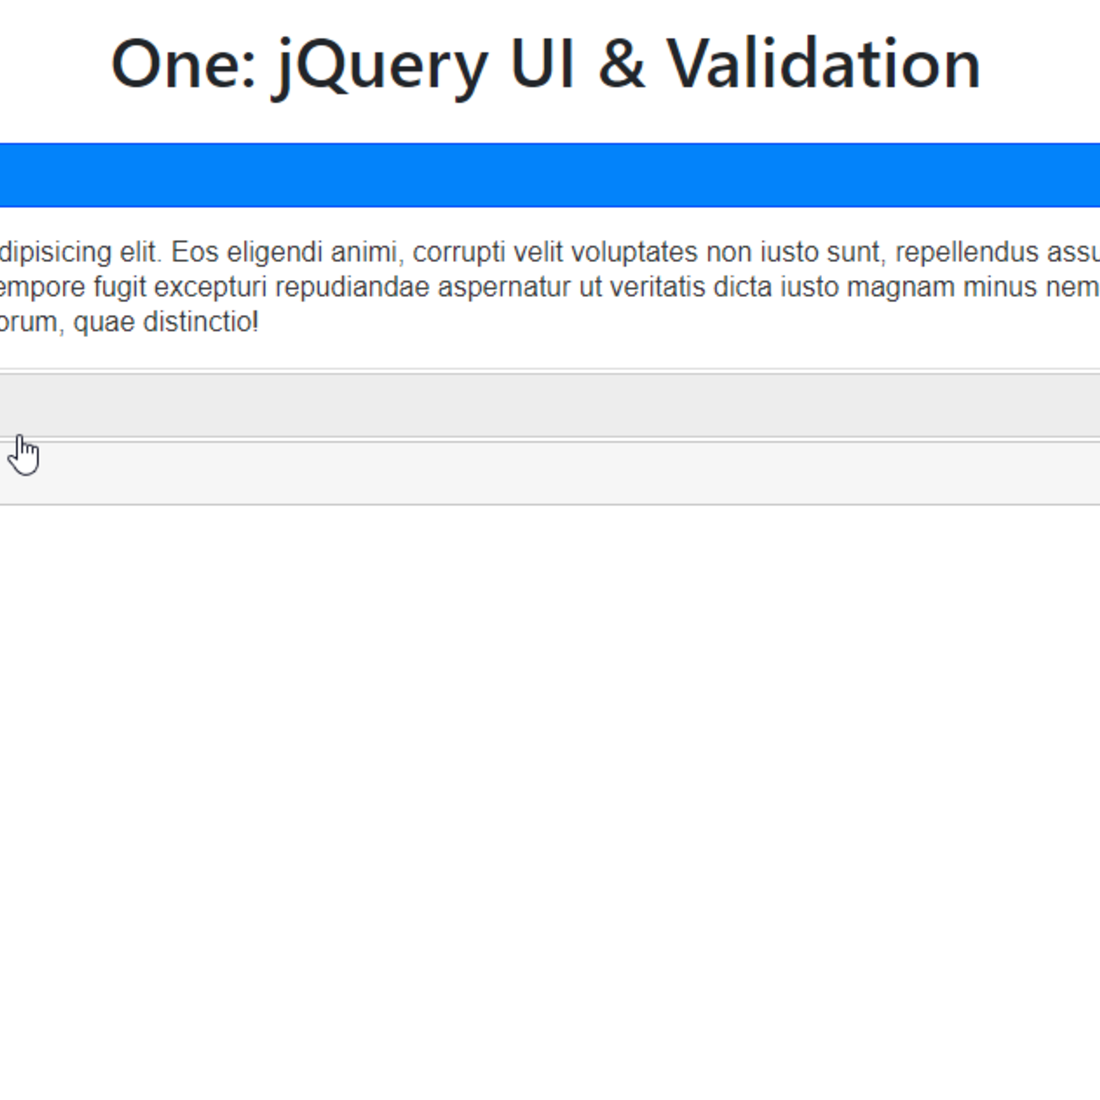 One: jQuery UI & Validation
dipisicing elit. Eos eligendi animi, corrupti velit voluptates non iusto sunt, repellendus assu
empore fugit excepturi repudiandae aspernatur ut veritatis dicta iusto magnam minus nem
orum, quae distinctio!